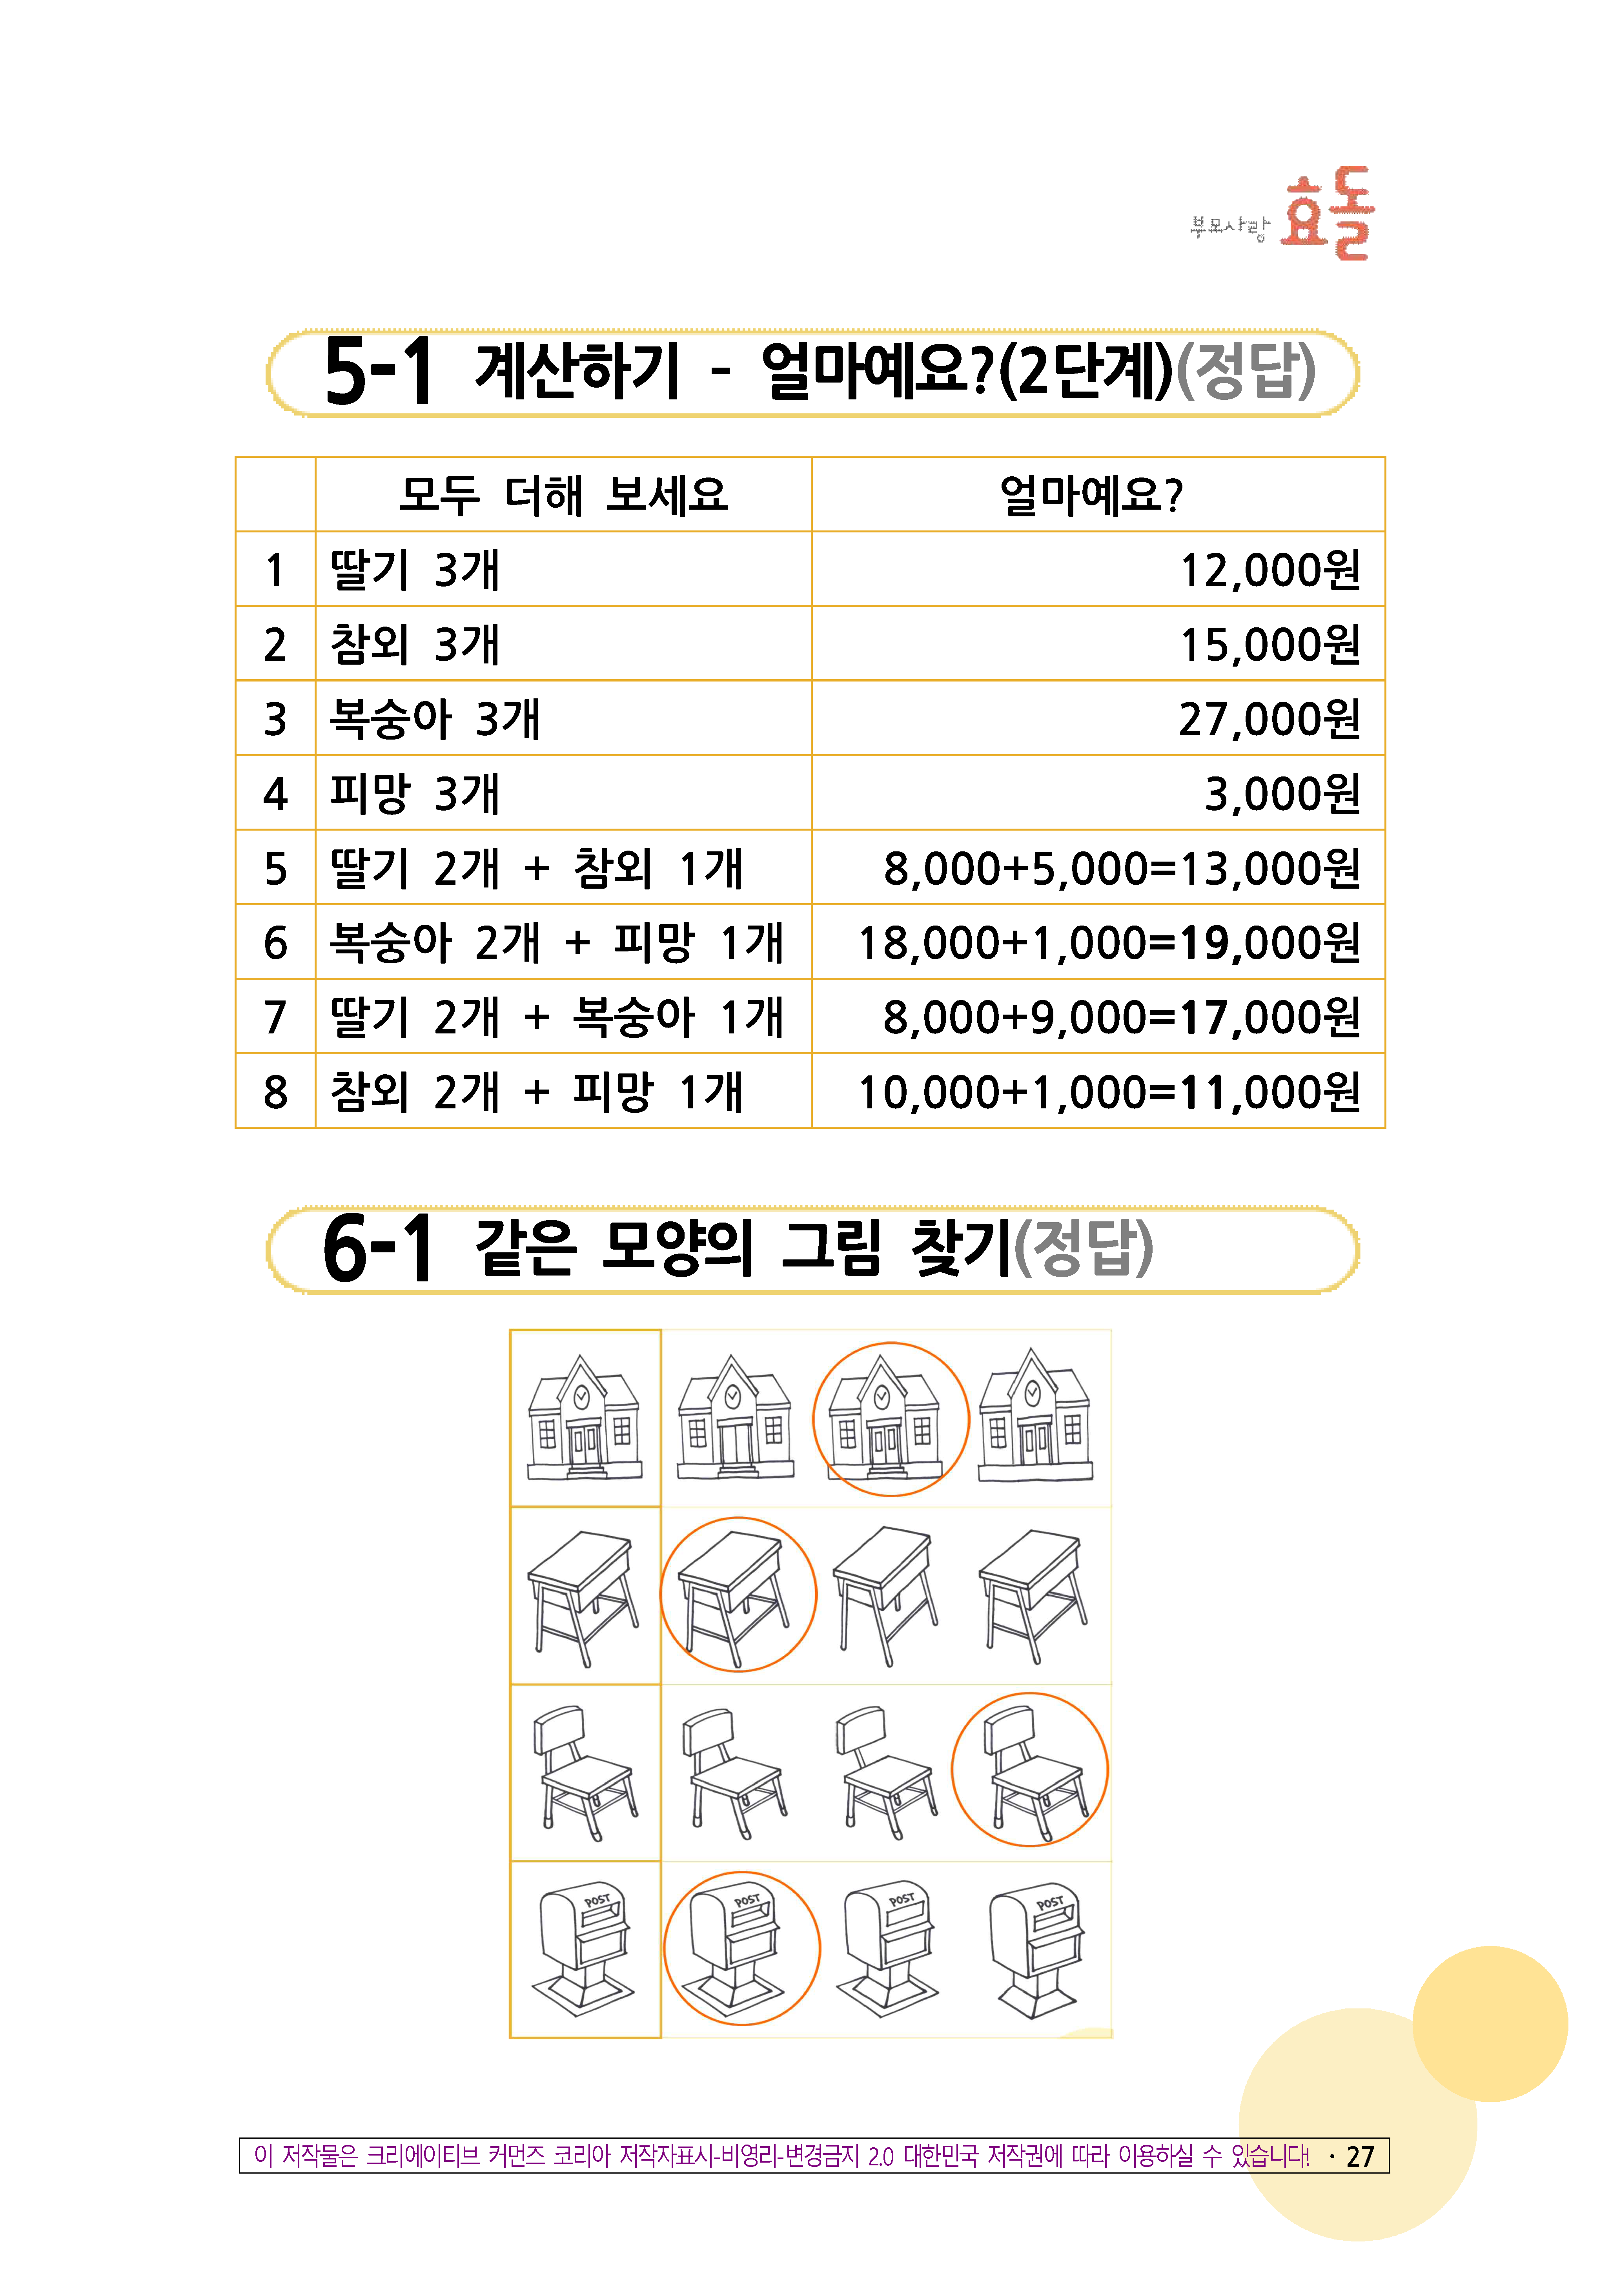 부모사랑 효돌
5-1 계산하기 - 얼마예요?(2단계)(정답)
모두 더해 보세요 얼마예요?
1 딸기 3개 12,000원
2 참외 3개 15,000원
3 복숭아 3개 27,000원
4 피망 3개 3,000원
5 딸기 2개 + 참외 1개 8,000+5,000=13,000원
6 복숭아 2개 + 피망 1개 18,000+1,000=19,000원
7 딸기 2개 + 복숭아 1개 8,000+9,000=17,000원
8 참외 2개 + 피망 1개 10,000+1,000=11,000원
6-1 같은 모양의 그림 찾기(정답)
POST POST POST POST
이 저작물은 크리에이티브 커먼즈 코리아 저작자표시-비영리-변경금지 2.0 대한민국 저작권에 따라 이용하실 수 있습니다! · 27